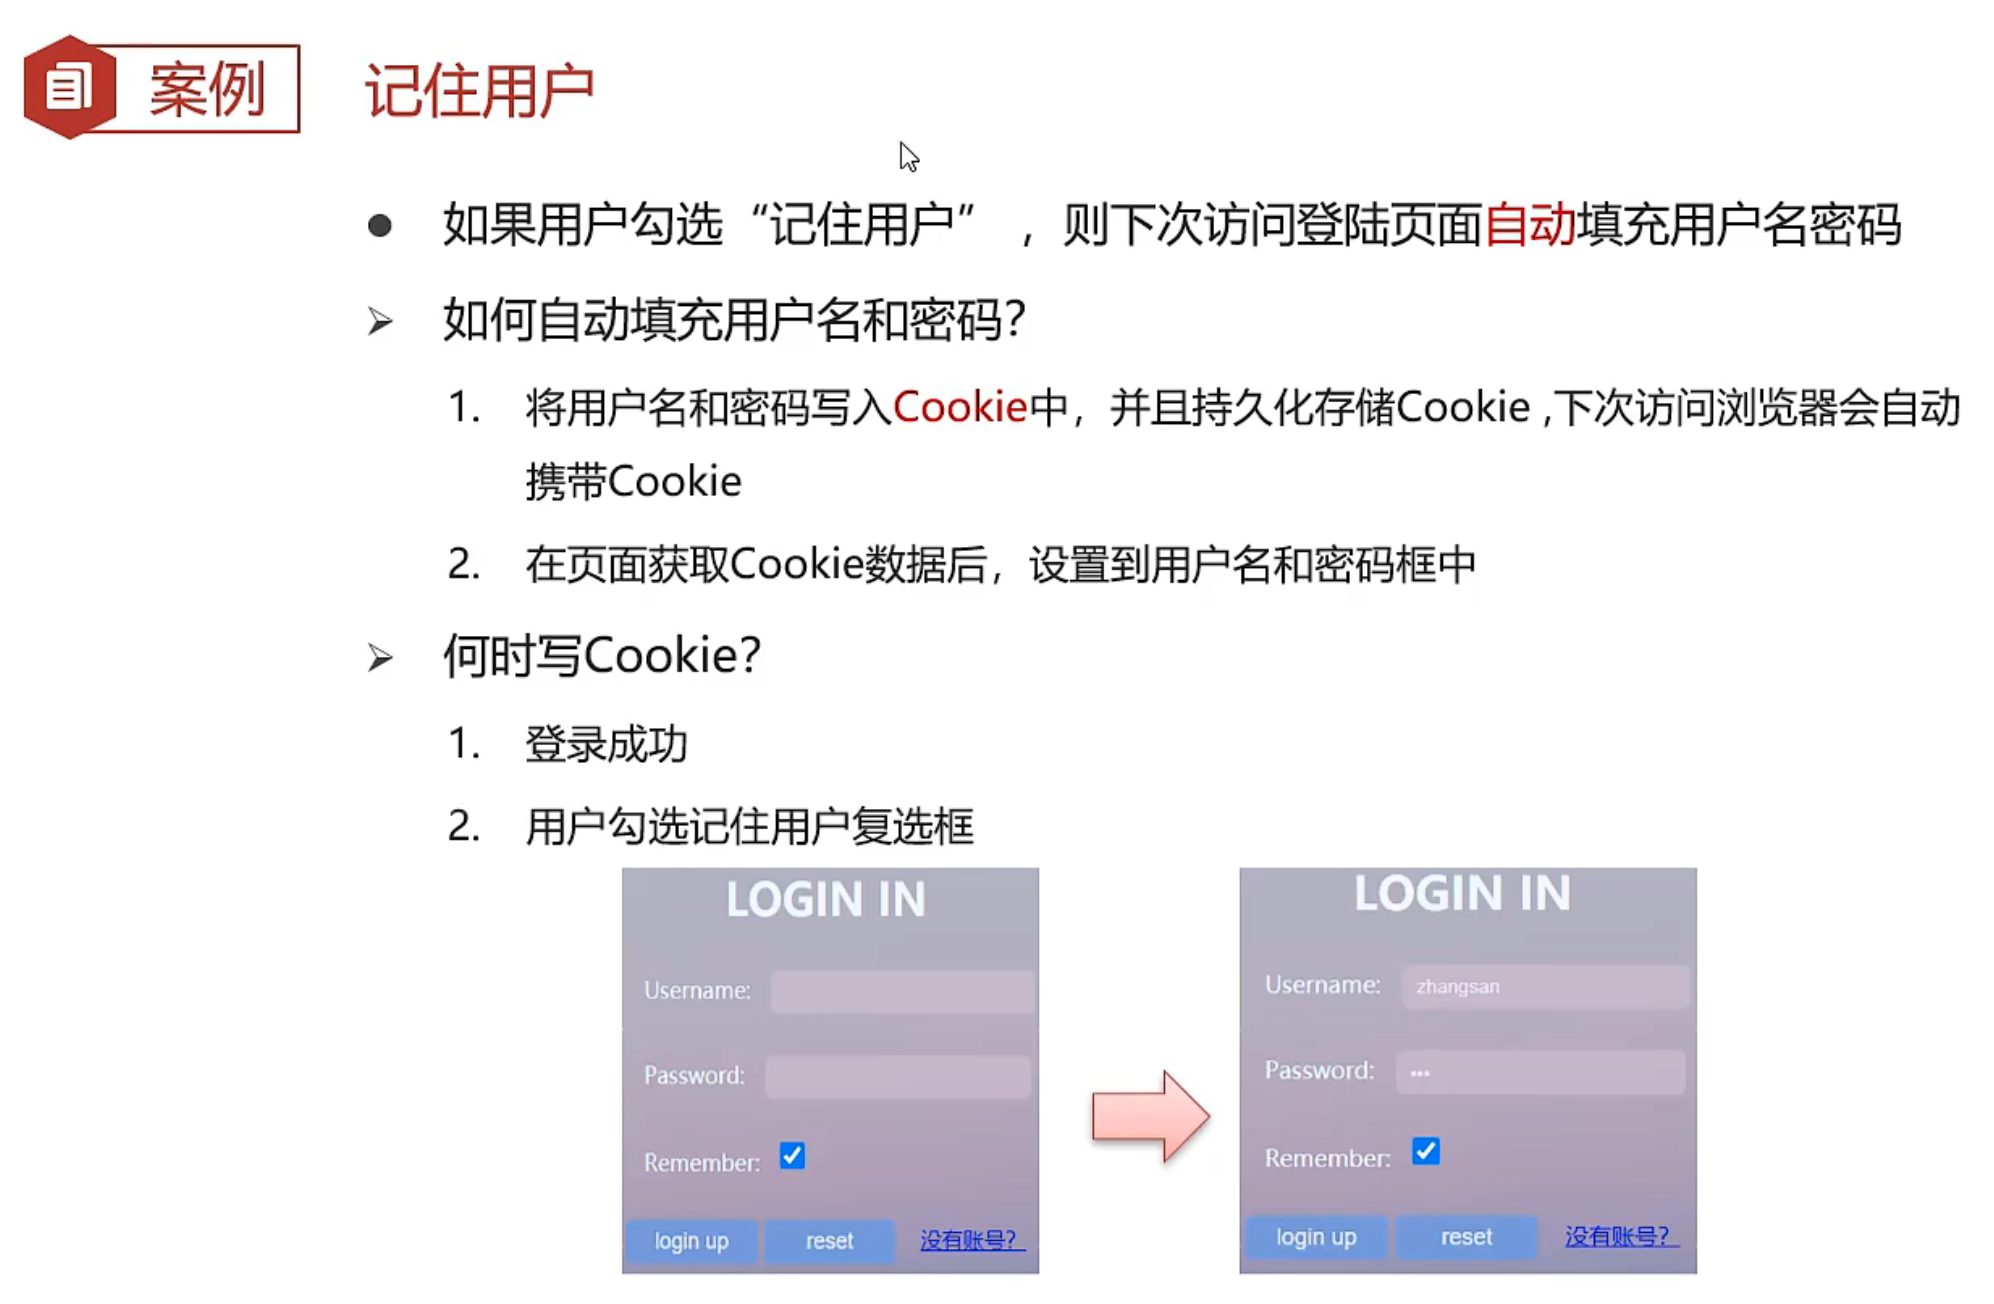 案例
记住用户
● 如果用户勾选“记住用户” ，则下次访问登陆页面自动填充用户名密码
➢ 如何自动填充用户名和密码？
1. 将用户名和密码写入Cookie中，并且持久化存储Cookie ,下次访问浏览器会自动
携带Cookie
2. 在页面获取Cookie数据后，设置到用户名和密码框中
➢ 何时写Cookie？
1. 登录成功
2. 用户勾选记住用户复选框
LOGIN IN
Username:
Password:
Remember:
login up reset 没有账号？
LOGIN IN
Username: zhangsan
Password: •••
Remember:
login up reset 没有账号？